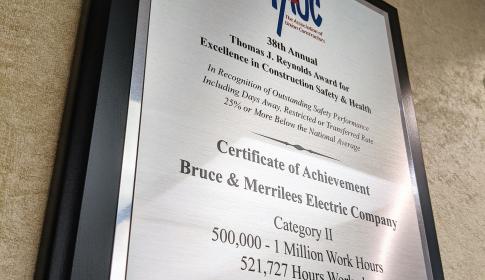 TAUC
The Association of
Union Constructors
38th Annual
Thomas J. Reynolds Award for
Excellence in Construction Safety & Health
In Recognition of Outstanding Safety Performance
Including Days Away, Restricted or Transferred Rate
25% or More Below the National Average
Certificate of Achievement
Bruce & Merrilees Electric Company
Category II
500,000 - 1 Million Work Hours
521,727 Hours Worked